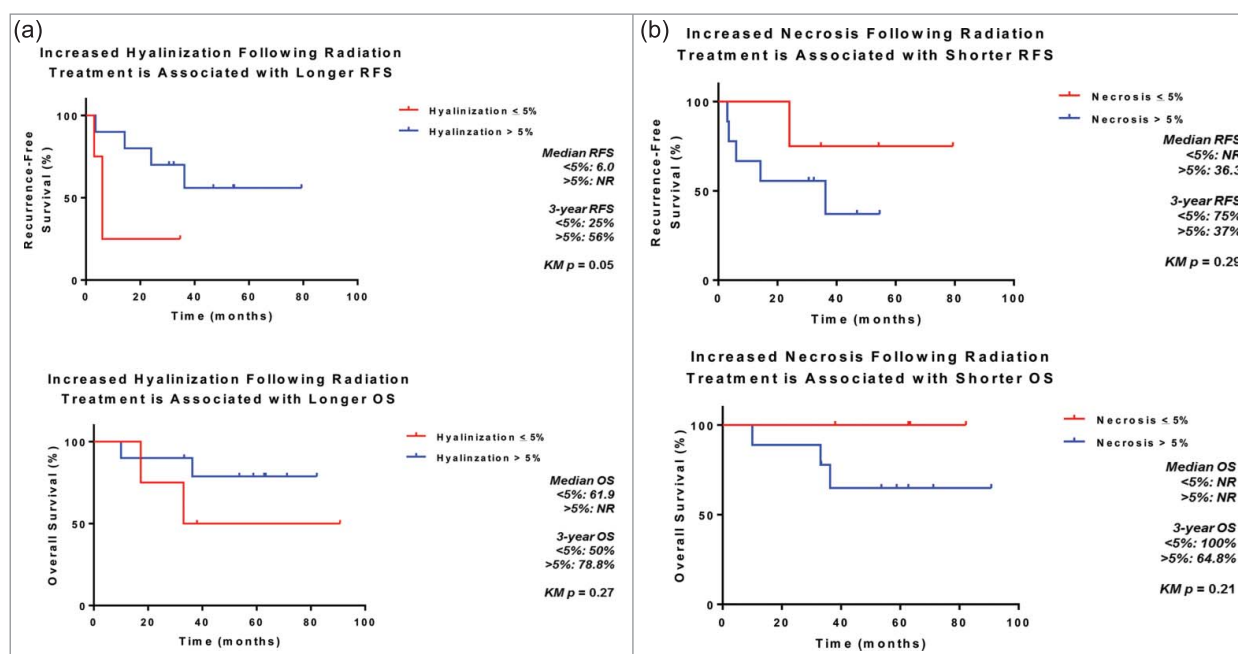 (a)
Increased Hyalinization Following Radiation
Treatment is Associated with Longer RFS
Hyalinization ≤ 5%
Hyalinzation > 5%
Recurrence-Free
Survival (%)
100
50
0
0 20 40 60 80 100
Time (months)
Median RFS
<5%: 6.0
>5%: NR
3-year RFS
<5%: 25%
>5%: 56%
KM p = 0.05
Increased Hyalinization Following Radiation
Treatment is Associated with Longer OS
Hyalinization ≤ 5%
Hyalinzation > 5%
Overall Survival (%)
100
50
0
0 20 40 60 80 100
Time (months)
Median OS
<5%: 61.9
>5%: NR
3-year OS
<5%: 50%
>5%: 78.8%
KM p = 0.27
(b)
Increased Necrosis Following Radiation
Treatment is Associated with Shorter RFS
Necrosis ≤ 5%
Necrosis > 5%
Recurrence-Free
Survival (%)
100
50
0
0 20 40 60 80 100
Time (months)
Median RFS
<5%: NR
>5%: 36.3
3-year RFS
<5%: 75%
>5%: 37%
KM p = 0.29
Increased Necrosis Following Radiation
Treatment is Associated with Shorter OS
Necrosis ≤ 5%
Necrosis > 5%
Overall Survival (%)
100
50
0
0 20 40 60 80 100
Time (months)
Median OS
<5%: NR
>5%: NR
3-year OS
<5%: 100%
>5%: 64.8%
KM p = 0.21